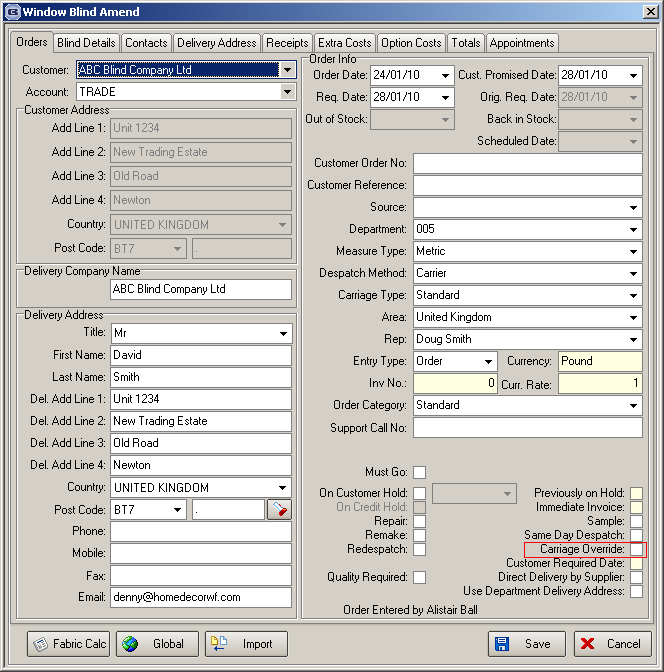 Window Blind Amend
Orders Blind Details Contacts Delivery Address Receipts Extra Costs Option Costs Totals Appointments
Customer: ABC Blind Company Ltd
Account: TRADE
Customer Address
Add Line 1: Unit 1234
Add Line 2: New Trading Estate
Add Line 3: Old Road
Add Line 4: Newton
Country: UNITED KINGDOM
Post Code: BT7 .
Delivery Company Name
ABC Blind Company Ltd
Delivery Address
Title: Mr
First Name: David
Last Name: Smith
Del. Add Line 1: Unit 1234
Del. Add Line 2: New Trading Estate
Del. Add Line 3: Old Road
Del. Add Line 4: Newton
Country: UNITED KINGDOM
Post Code: BT7 .
Phone:
Mobile:
Fax:
Email: denny@homedecorwf.com
Order Info
Order Date: 24/01/10 Cust. Promised Date: 28/01/10
Req. Date: 28/01/10 Orig. Req. Date: 28/01/10
Out of Stock: Back in Stock:
Scheduled Date:
Customer Order No:
Customer Reference:
Source:
Department: 005
Measure Type: Metric
Despatch Method: Carrier
Carriage Type: Standard
Area: United Kingdom
Rep: Doug Smith
Entry Type: Order Currency: Pound
Inv No.: 0 Curr. Rate: 1
Order Category: Standard
Support Call No:
Must Go:
On Customer Hold: Previously on Hold:
On Credit Hold: Immediate Invoice:
Repair: Sample:
Remake: Same Day Despatch:
Redespatch: Carriage Override:
Customer Required Date:
Quality Required: Direct Delivery by Supplier:
Use Department Delivery Address:
Order Entered by Alistair Ball
Fabric Calc Global Import Save Cancel